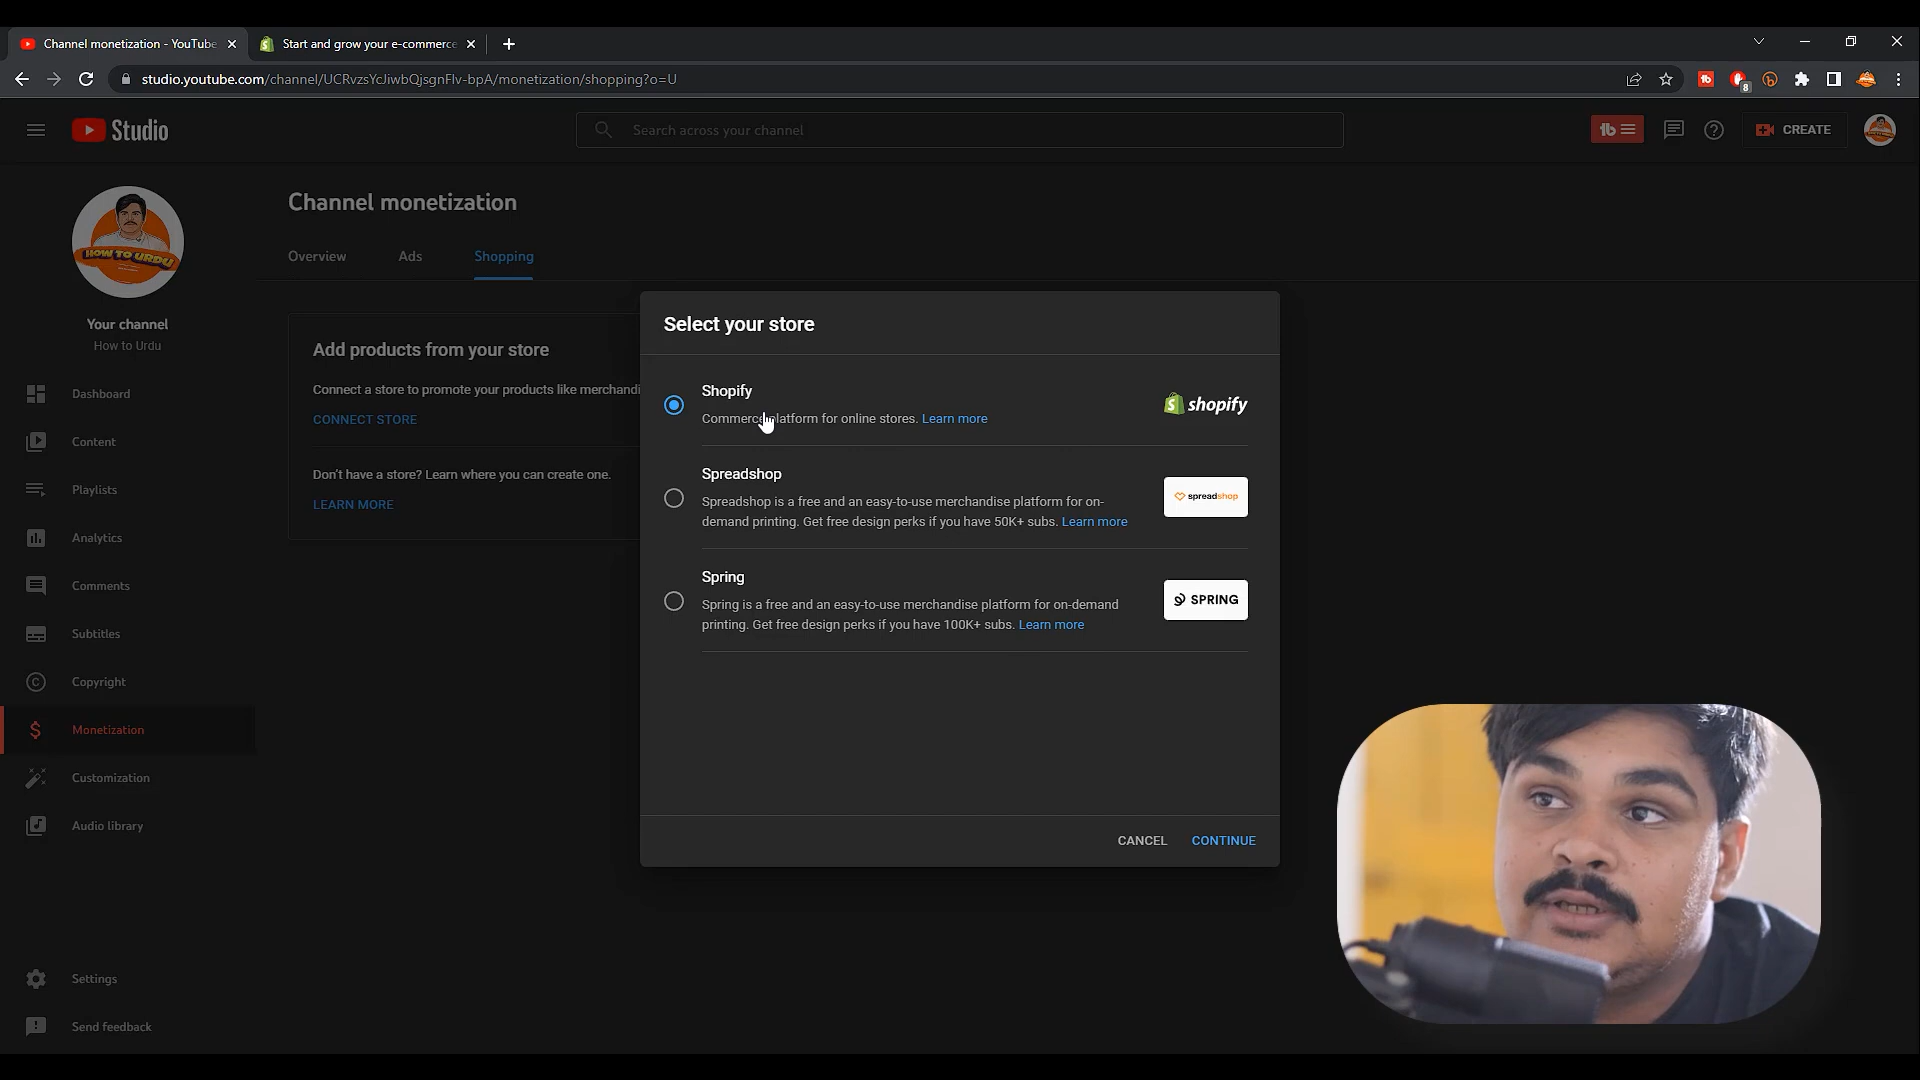 Channel monetization - YouTube
Start and grow your e-commerce
studio.youtube.com/channel/UCRvzsYcJiwbQjsgnFlv-bpA/monetization/shopping?o=U
8
Studio
Search across your channel
CREATE
HOW TO URDU
Your channel
How to Urdu
Dashboard
Content
Playlists
Analytics
Comments
Subtitles
Copyright
Monetization
Customization
Audio library
Settings
Send feedback
Channel monetization
Overview
Ads
Shopping
Add products from your store
Connect a store to promote your products like merchandi
CONNECT STORE
Don't have a store? Learn where you can create one.
LEARN MORE
Select your store
Shopify
Commerce platform for online stores. Learn more
shopify
Spreadshop
Spreadshop is a free and an easy-to-use merchandise platform for on-
demand printing. Get free design perks if you have 50K+ subs. Learn more
spreadshop
Spring
Spring is a free and an easy-to-use merchandise platform for on-demand
printing. Get free design perks if you have 100K+ subs. Learn more
SPRING
CANCEL
CONTINUE